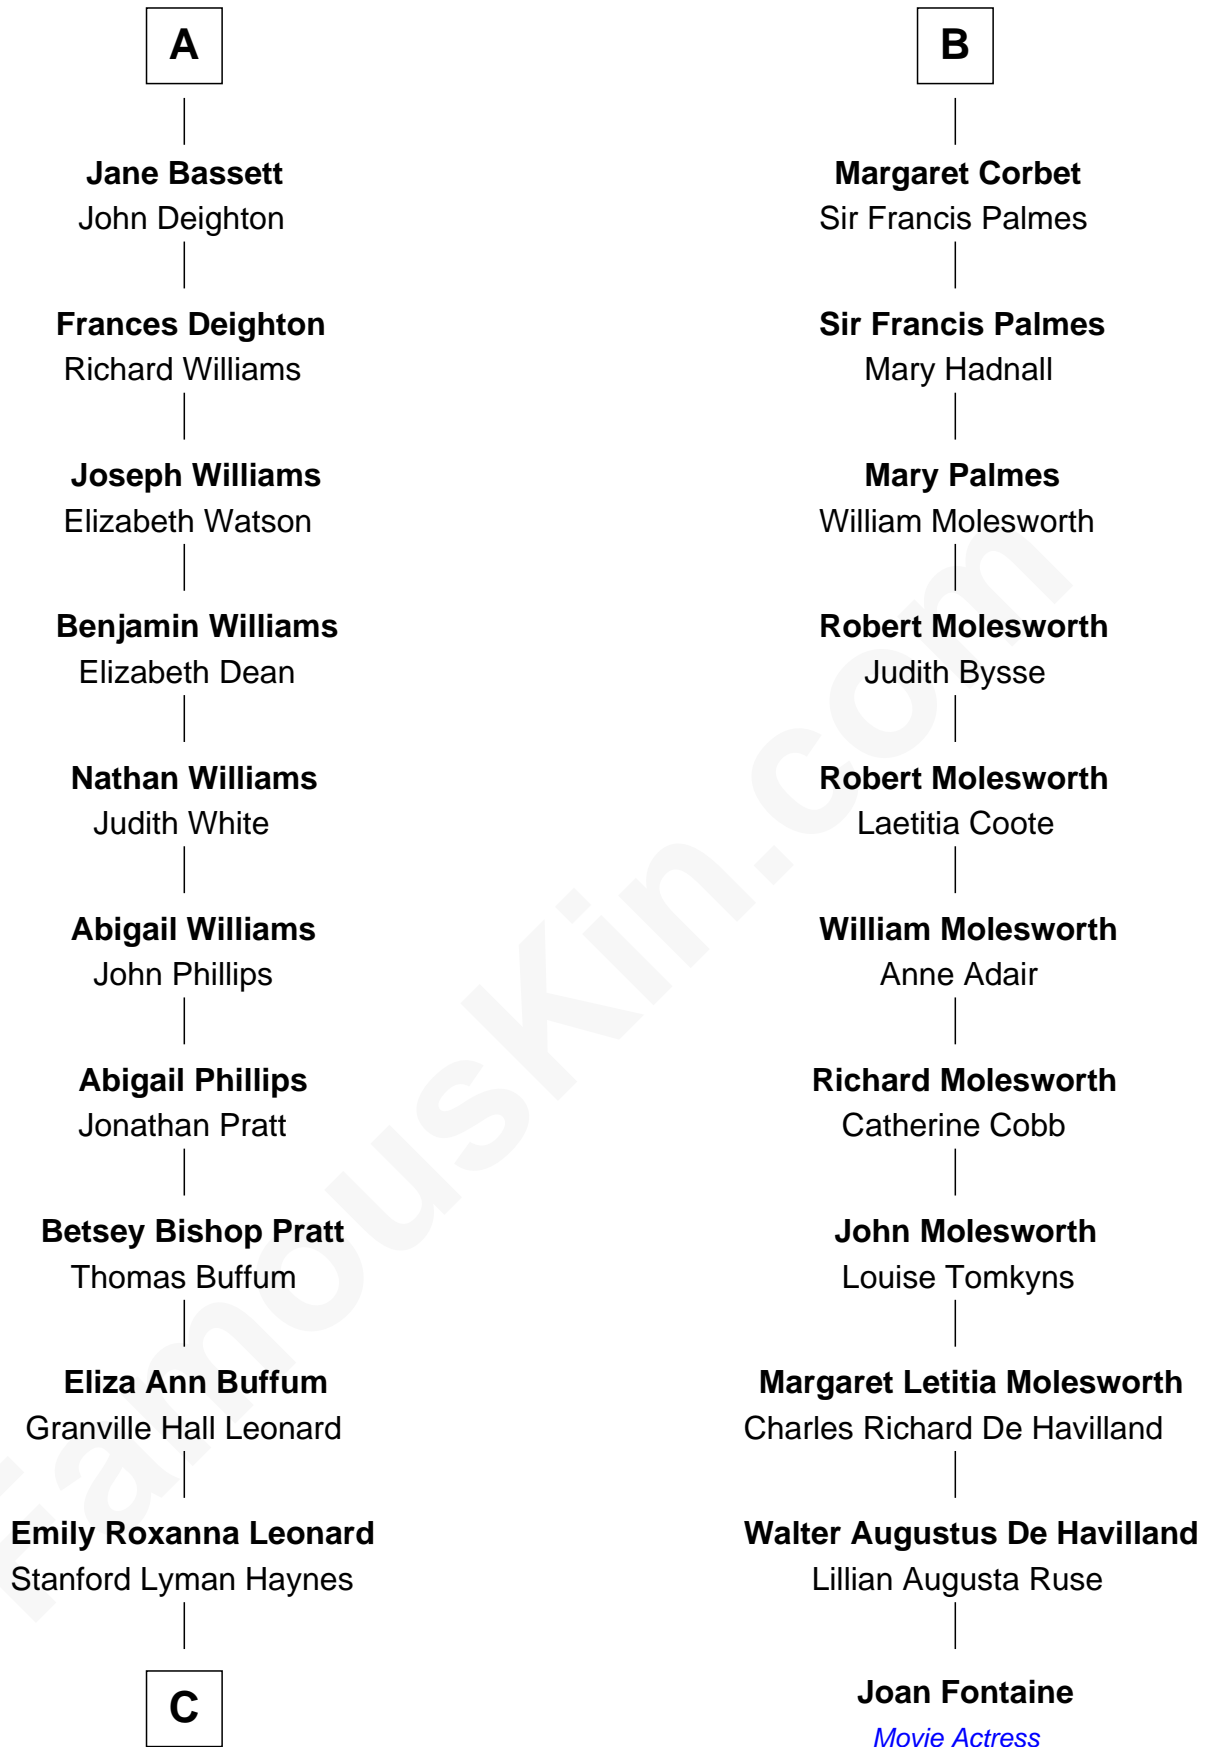 A
Jane Bassett
John Deighton
Frances Deighton
Richard Williams
Joseph Williams
Elizabeth Watson
Benjamin Williams
Elizabeth Dean
Nathan Williams
Judith White
Abigail Williams
John Phillips
Abigail Phillips
Jonathan Pratt
Betsey Bishop Pratt
Thomas Buffum
Eliza Ann Buffum
Granville Hall Leonard
Emily Roxanna Leonard
Stanford Lyman Haynes
C
B
Margaret Corbet
Sir Francis Palmes
Sir Francis Palmes
Mary Hadnall
Mary Palmes
William Molesworth
Robert Molesworth
Judith Bysse
Robert Molesworth
Laetitia Coote
William Molesworth
Anne Adair
Richard Molesworth
Catherine Cobb
John Molesworth
Louise Tomkyns
Margaret Letitia Molesworth
Charles Richard De Havilland
Walter Augustus De Havilland
Lillian Augusta Ruse
Joan Fontaine
Movie Actress
FamousKin.com